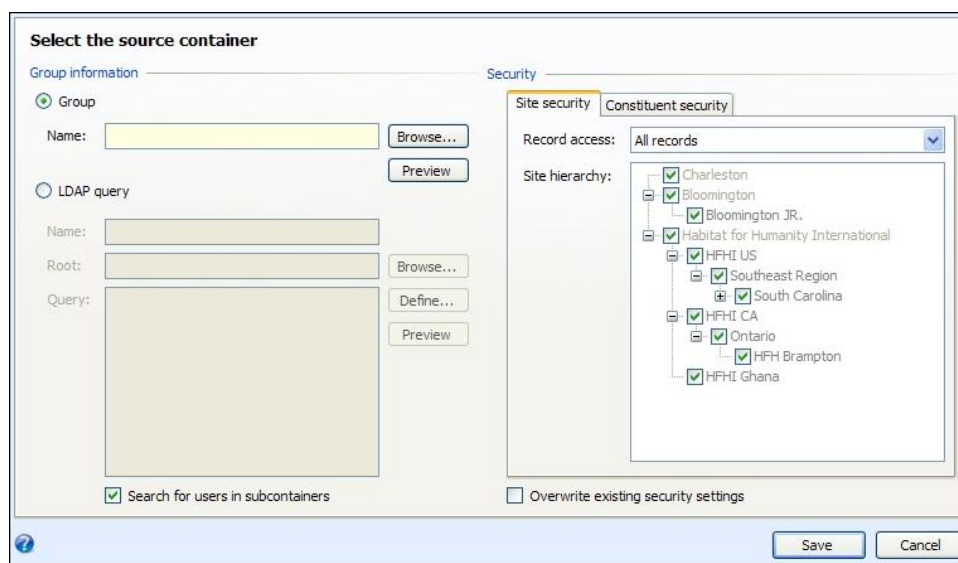 Select the source container
Group information
Group
Name:
Browse...
Preview
LDAP query
Name:
Root:
Browse...
Query:
Define...
Preview
Search for users in subcontainers
Security
Site security
Constituent security
Record access:
All records
Site hierarchy:
Charleston
Bloomington
Bloomington JR.
Habitat for Humanity International
HFHI US
Southeast Region
South Carolina
HFHI CA
Ontario
HFH Brampton
HFHI Ghana
Overwrite existing security settings
Save
Cancel